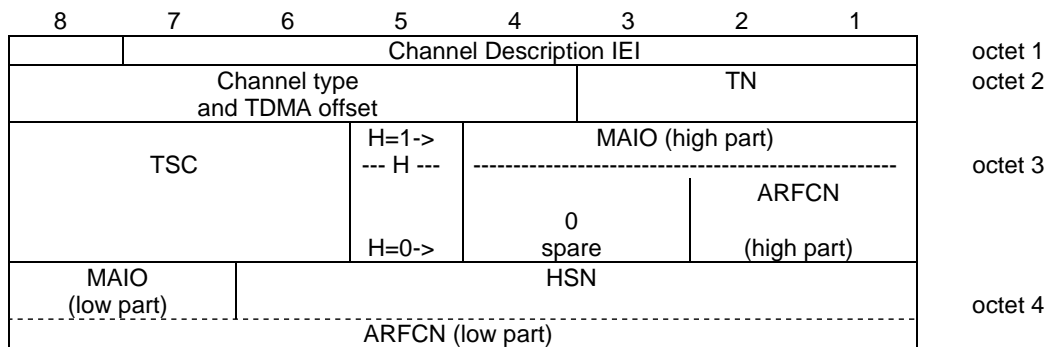 8 7 6 5 4 3 2 1
Channel Description IEI octet 1
Channel type TN octet 2
and TDMA offset
H=1-> MAIO (high part)
TSC --- H --- ------------------------------------------------------ octet 3
ARFCN
0
H=0-> spare (high part)
MAIO HSN
(low part) octet 4
ARFCN (low part)